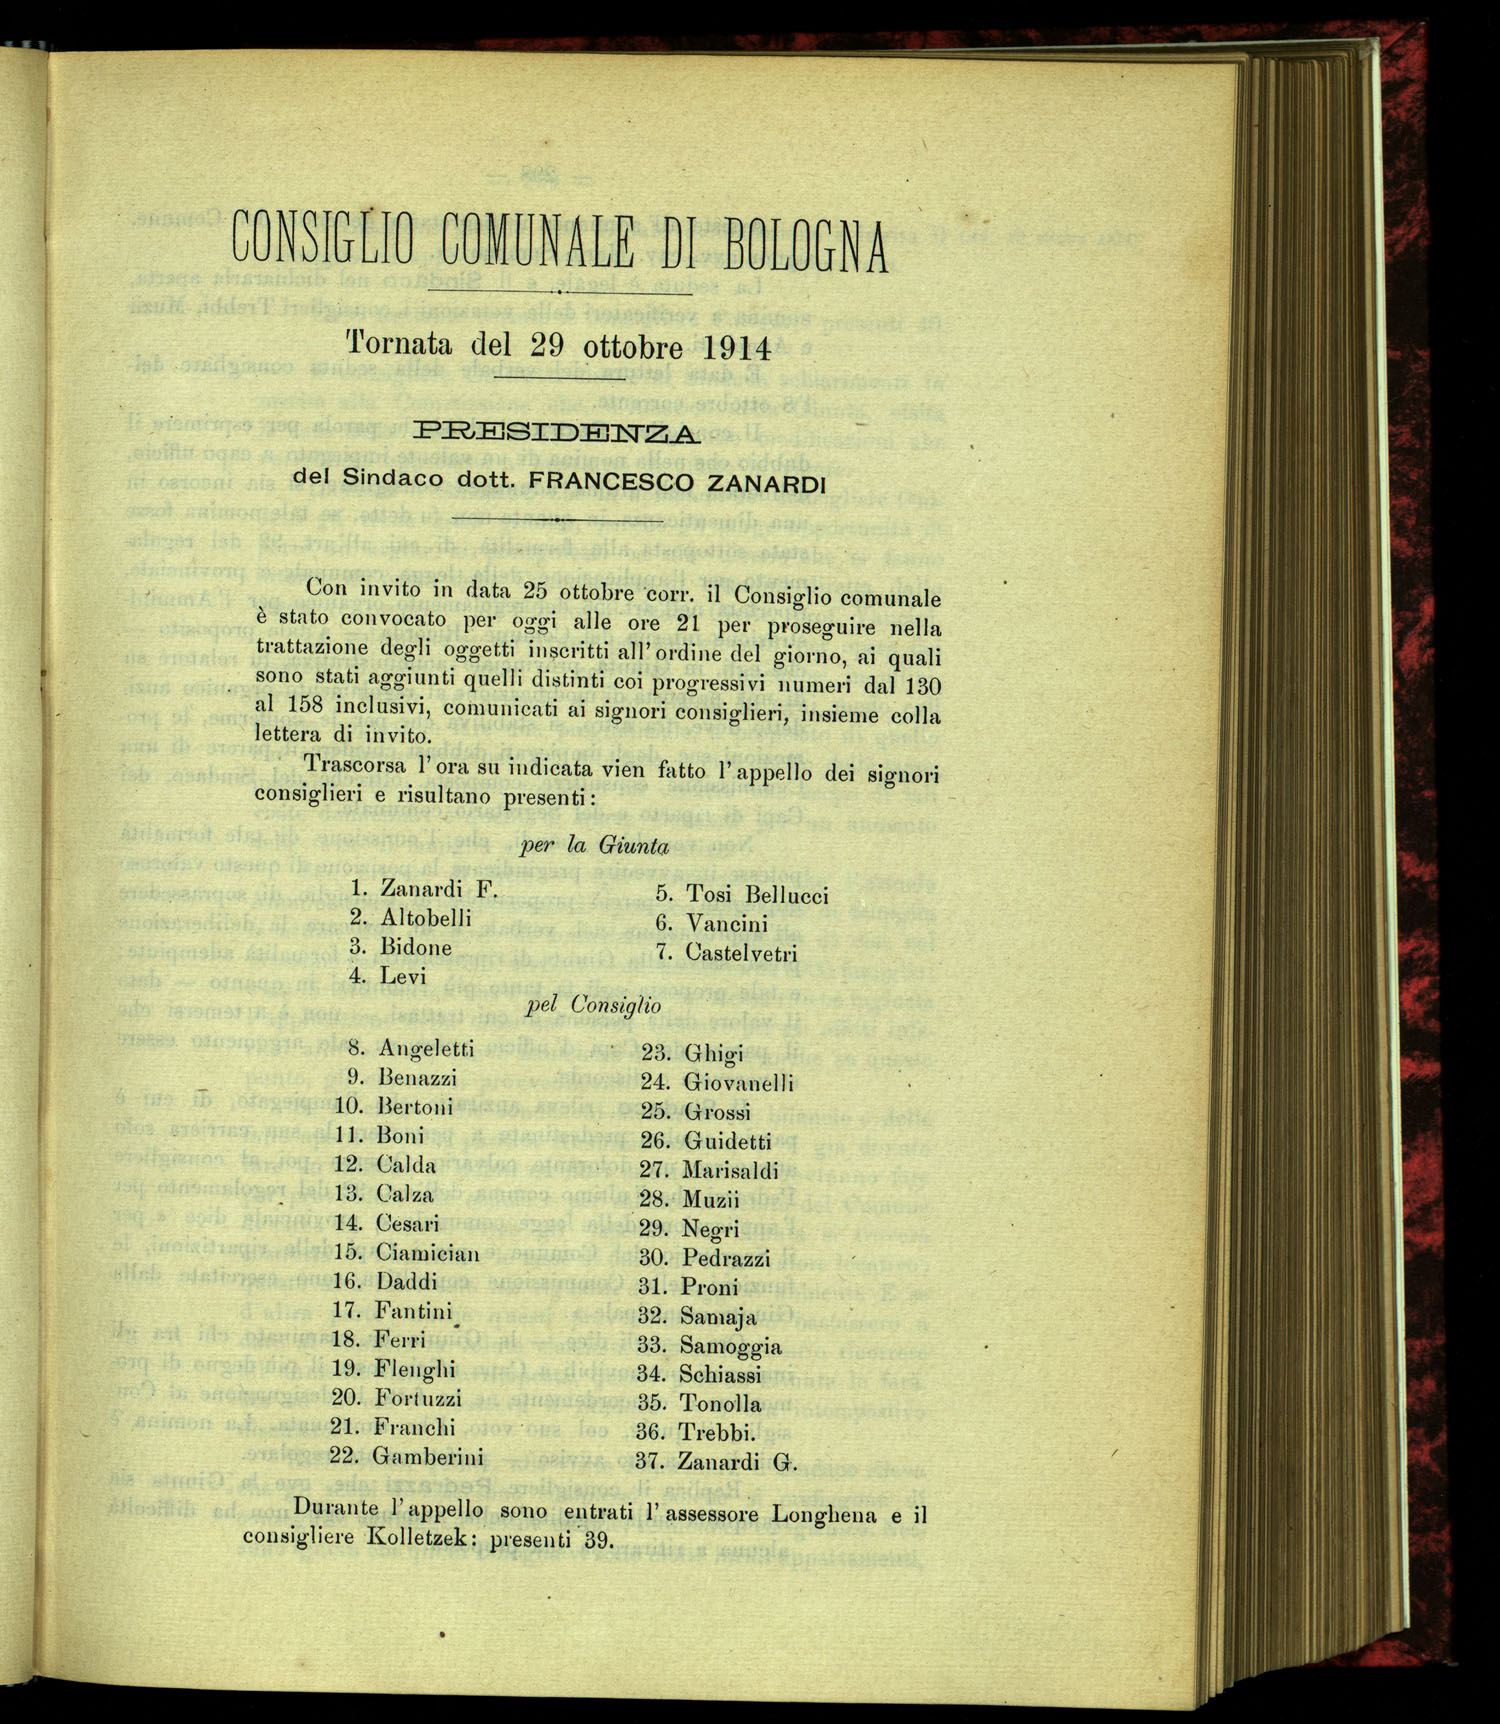 CONSIGLIO COMUNALE DI BOLOGNA
Tornata del 29 ottobre 1914
PRESIDENZA
del Sindaco dott. FRANCESCO ZANARDI
Con invito in data 25 ottobre corr. il Consiglio comunale
è stato convocato per oggi alle ore 21 per proseguire nella
trattazione degli oggetti inscritti all'ordine del giorno, ai quali
sono stati aggiunti quelli distinti coi progressivi numeri dal 130
al 158 inclusivi, comunicati ai signori consiglieri, insieme colla
lettera di invito.
Trascorsa l'ora su indicata vien fatto l'appello dei signori
consiglieri e risultano presenti:
per la Giunta
1. Zanardi F.
2. Altobelli
3. Bidone
4. Levi
5. Tosi Bellucci
6. Vancini
7. Castelvetri
pel Consiglio
8. Angeletti
9. Benazzi
10. Bertoni
11. Boni
12. Calda
13. Calza
14. Cesari
15. Ciamician
16. Daddi
17. Fantini
18. Ferri
19. Flenghi
20. Fortuzzi
21. Franchi
22. Gamberini
23. Ghigi
24. Giovanelli
25. Grossi
26. Guidetti
27. Marisaldi
28. Muzii
29. Negri
30. Pedrazzi
31. Proni
32. Samaja
33. Samoggia
34. Schiassi
35. Tonolla
36. Trebbi.
37. Zanardi G.
Durante l'appello sono entrati l'assessore Longhena e il
consigliere Kolletzek: presenti 39.